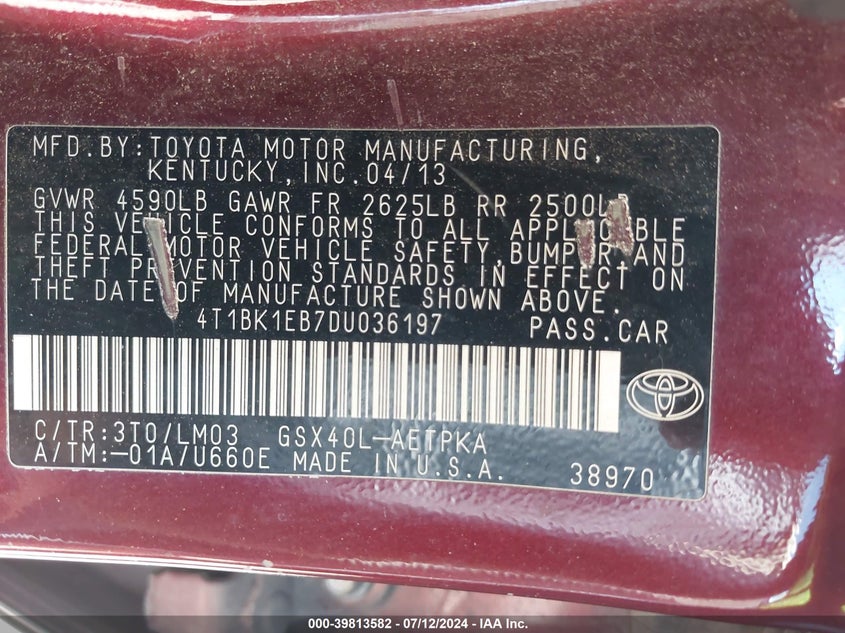 MFD.BY:TOYOTA MOTOR MANUFACTURING,
KENTUCKY,INC.04/13
GVWR 4590LB GAWR FR 2625LB RR 2500LB
THIS VEHICLE CONFORMS TO ALL APPLICABLE
FEDERAL MOTOR VEHICLE SAFETY,BUMPER AND
THEFT PREVENTION STANDARDS IN EFFECT ON
THE DATE OF MANUFACTURE SHOWN ABOVE.
4T1BK1EB7DU036197 PASS.CAR
C/TR:3T0/LM03 GSX40L-AETPKA
A/TM:-01A/U660E MADE IN U.S.A. 38970
000-39813582 - 07/12/2024 - IAA Inc.